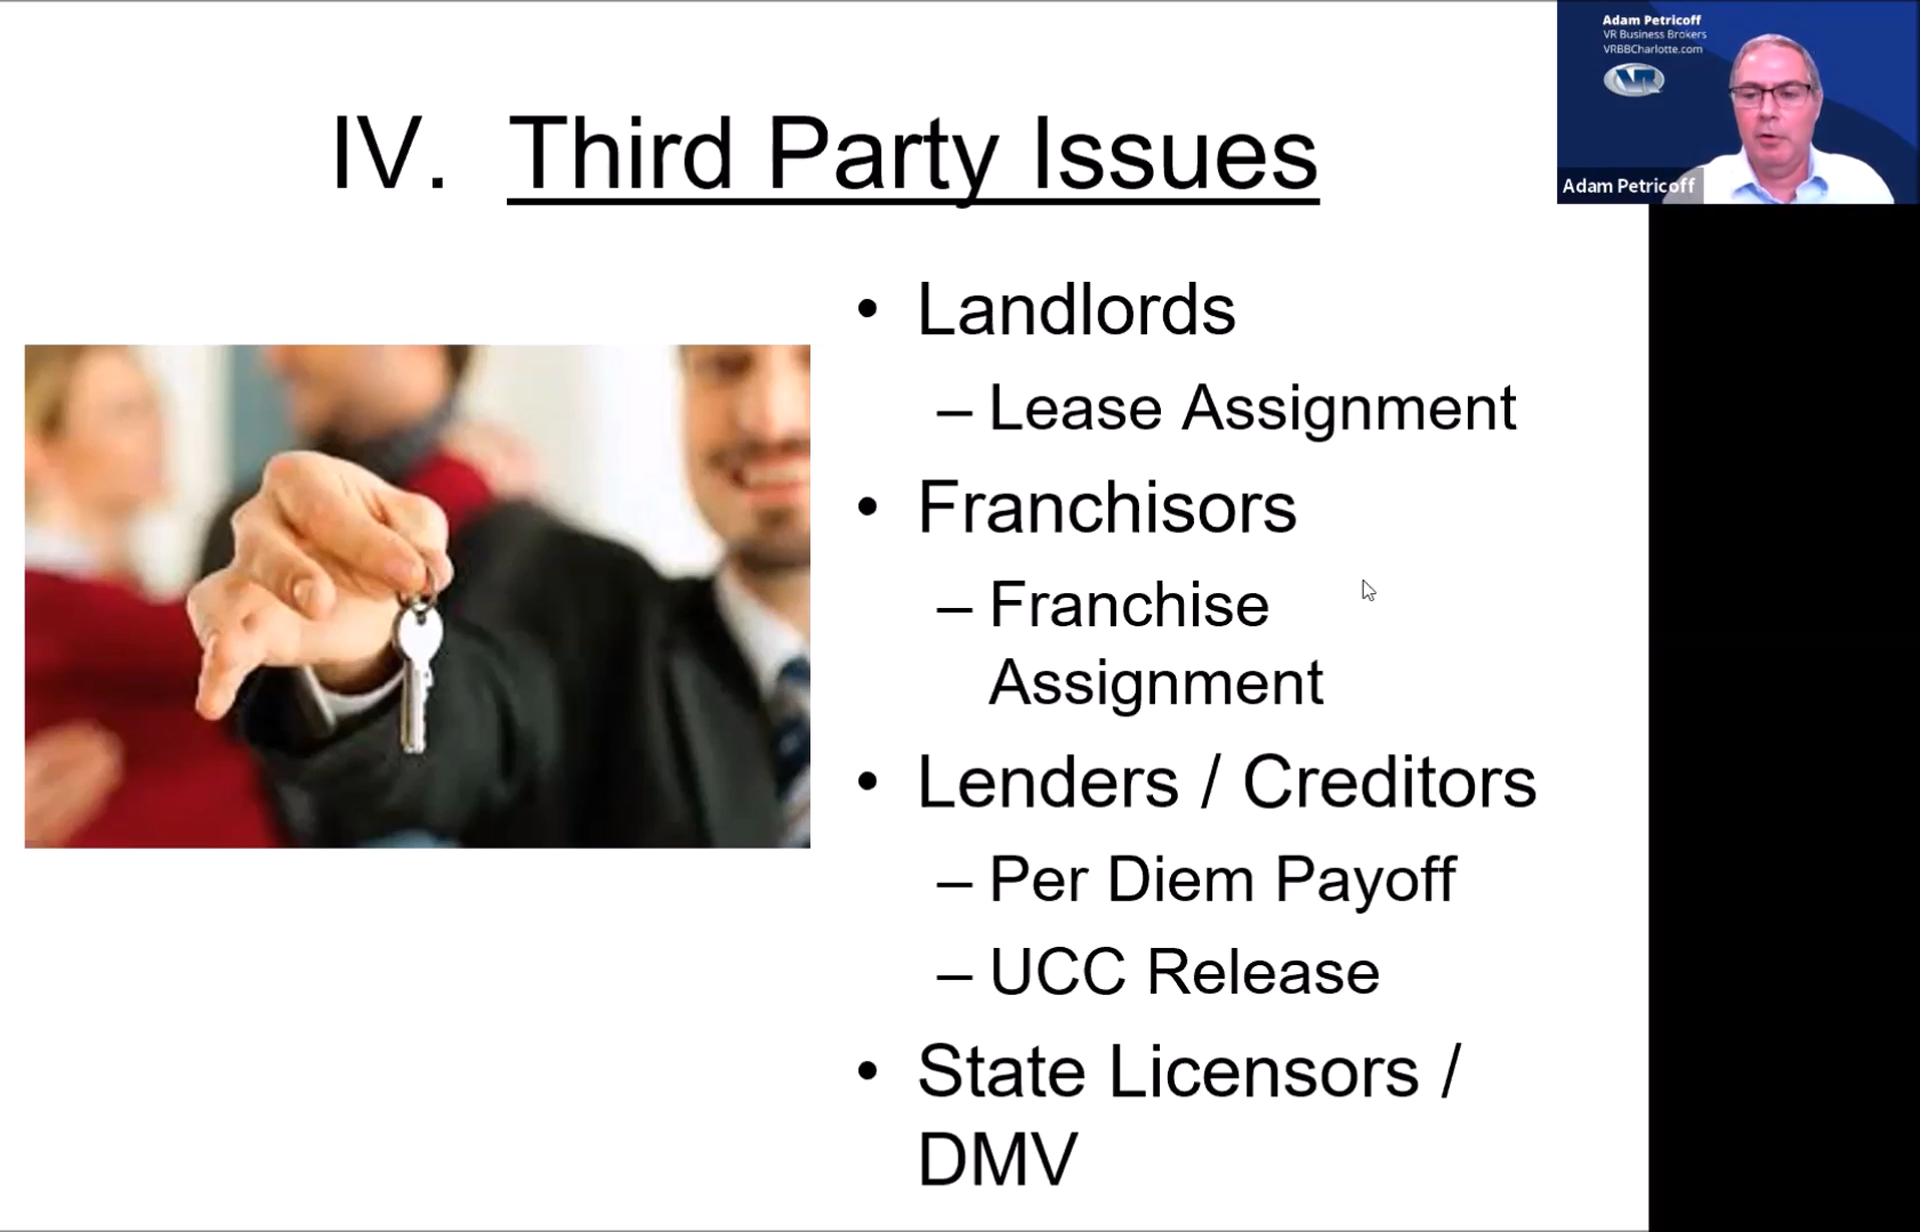 Adam Petricoff
VR Business Brokers
VRBBCharlotte.com
VR
Adam Petricoff
IV. Third Party Issues
• Landlords
– Lease Assignment
• Franchisors
– Franchise
Assignment
• Lenders / Creditors
– Per Diem Payoff
– UCC Release
• State Licensors /
DMV